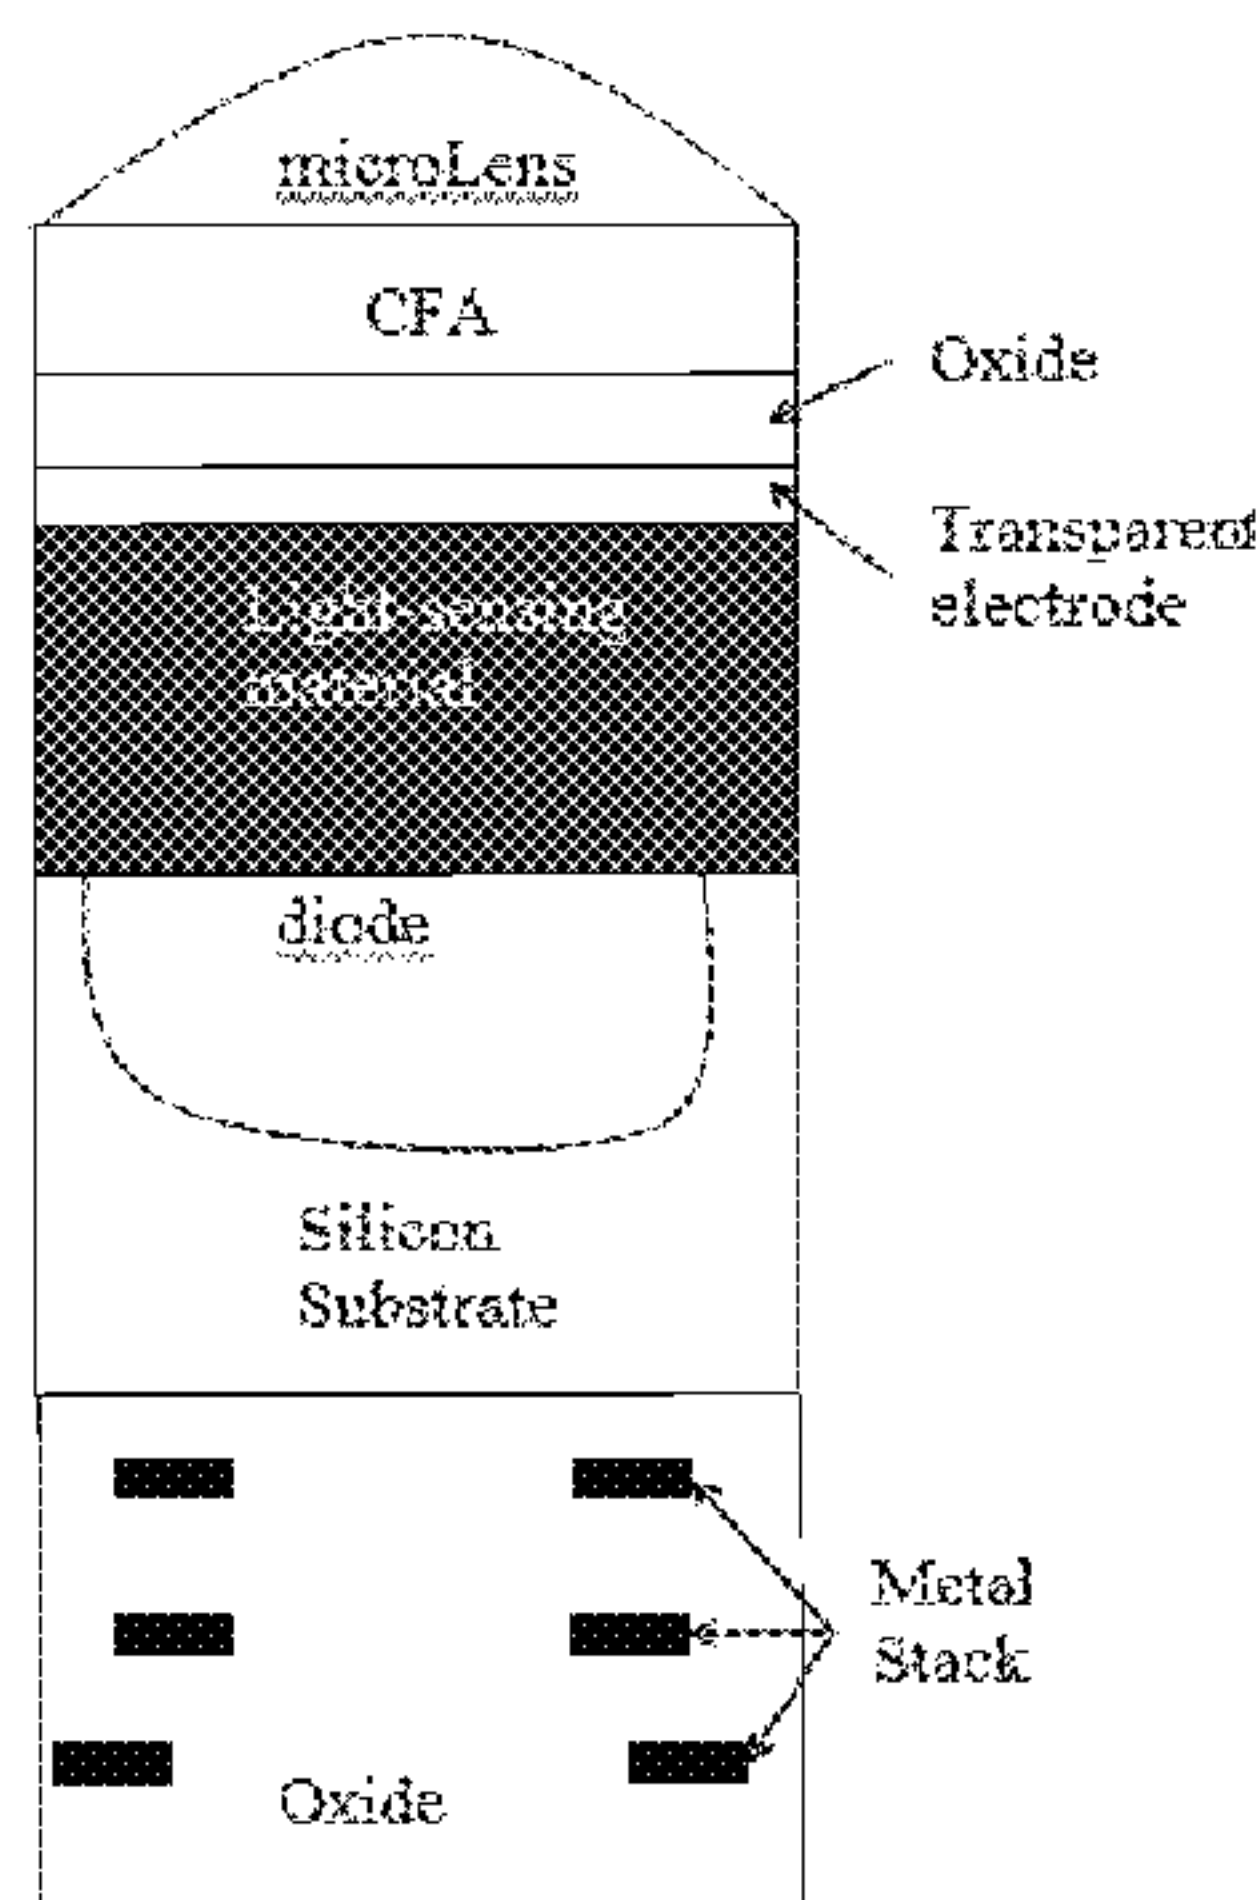 microLens
CFA
Oxide
Transparent
electrode
Light-sensing
material
diode
Silicon
Substrate
Metal
Stack
Oxide